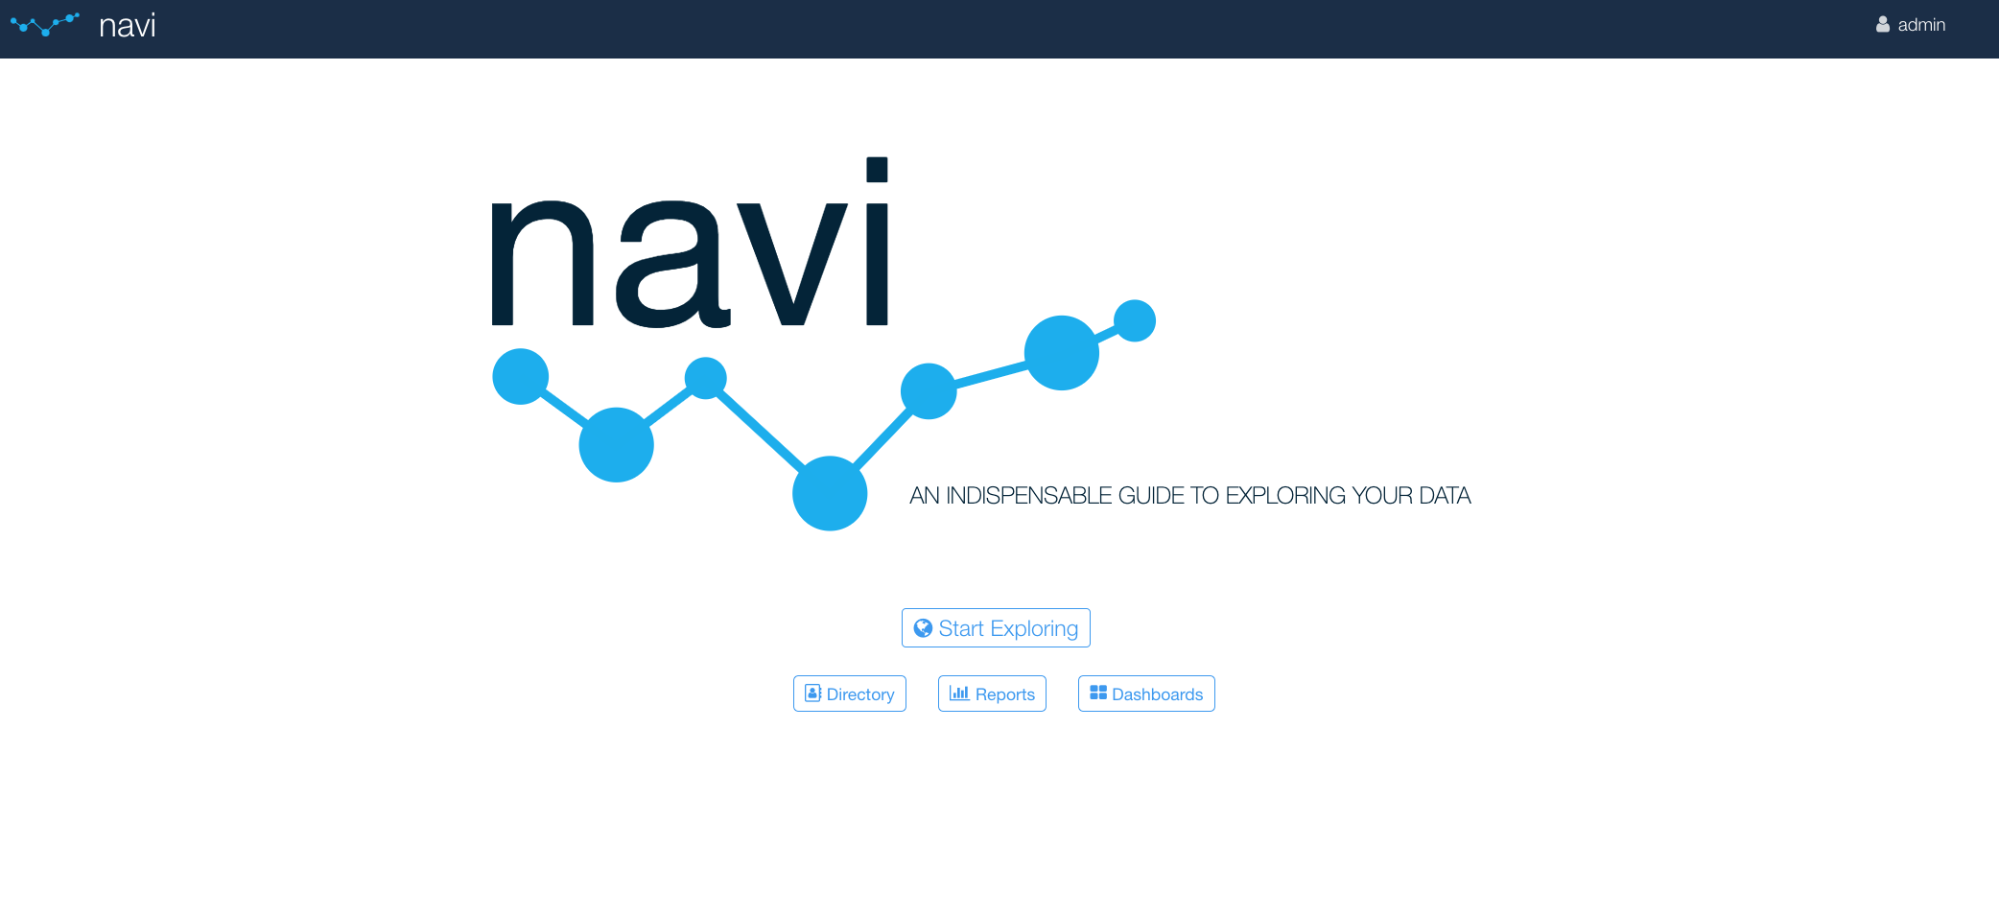 navi
admin
navi
AN INDISPENSABLE GUIDE TO EXPLORING YOUR DATA
Start Exploring
Directory
Reports
Dashboards